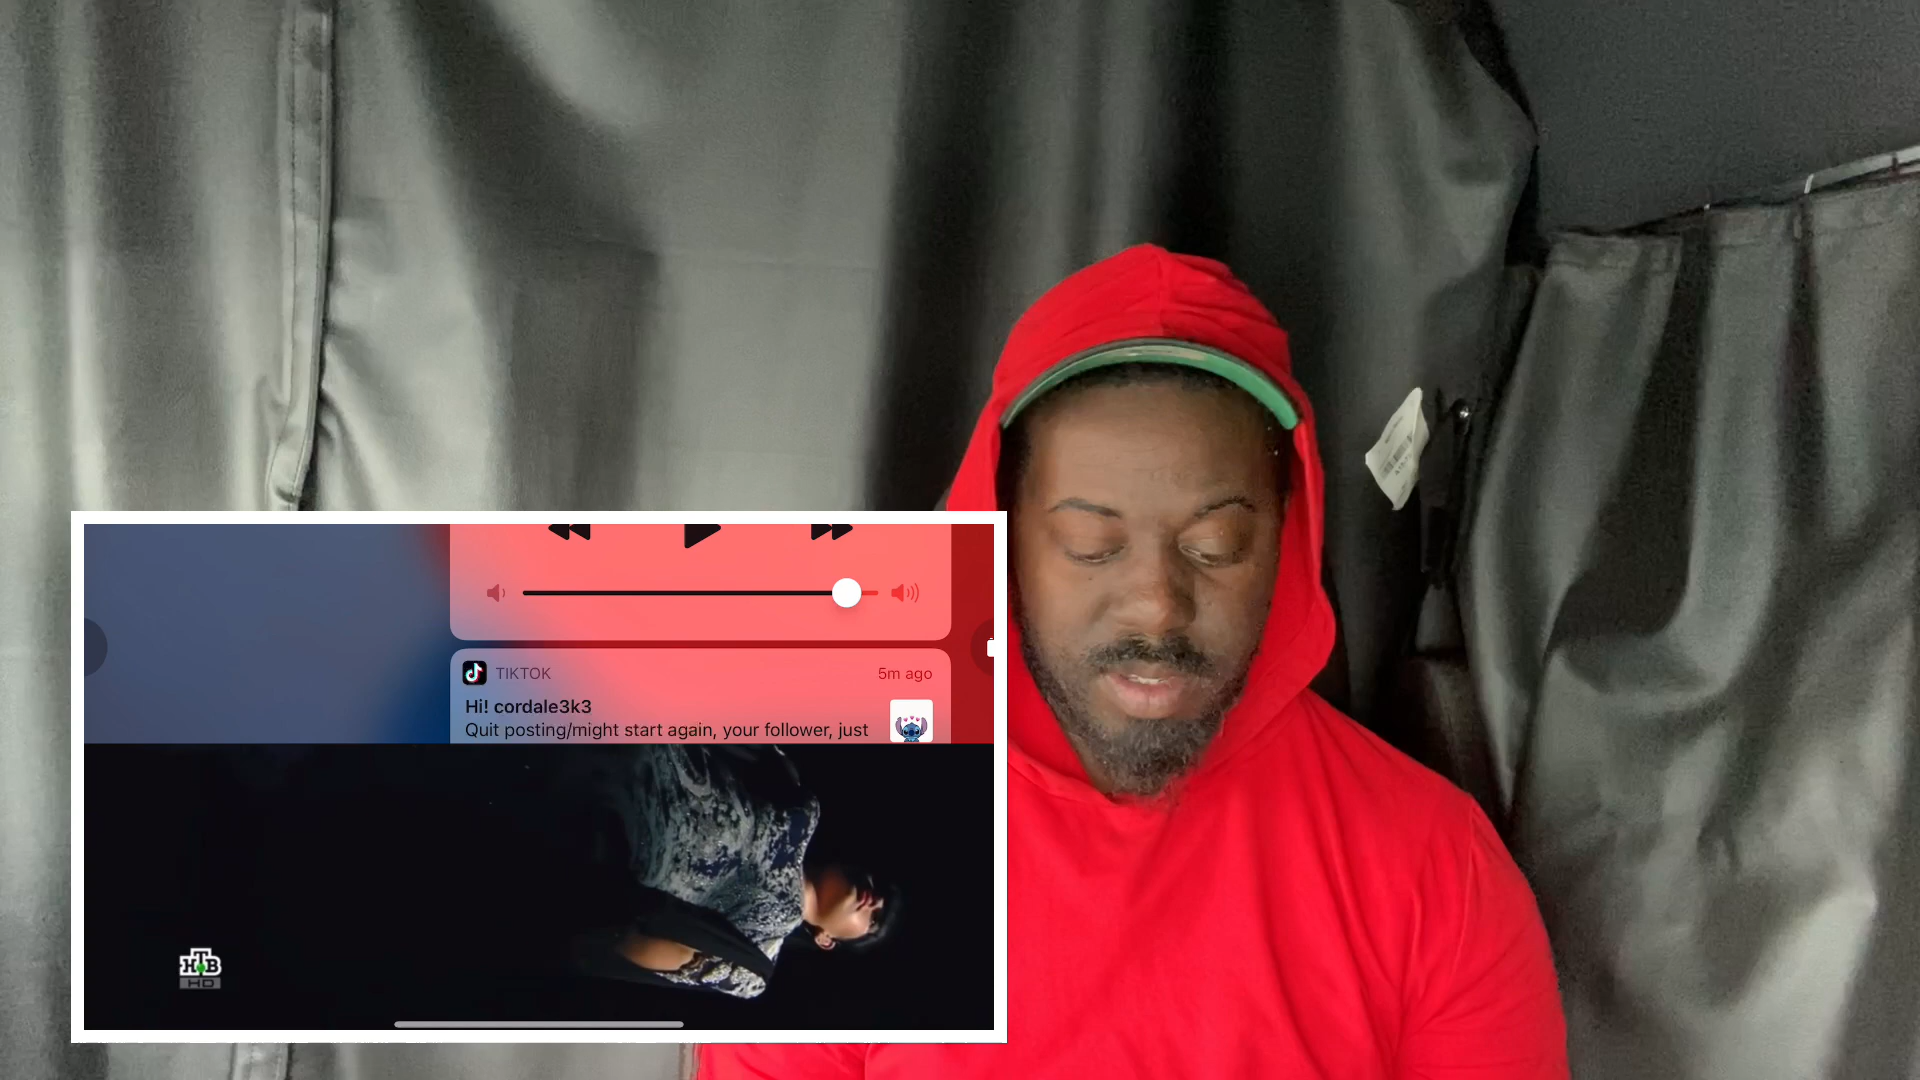 TIKTOK
5m ago
Hi! cordale3k3
Quit posting/might start again, your follower, just
НТВ
HD